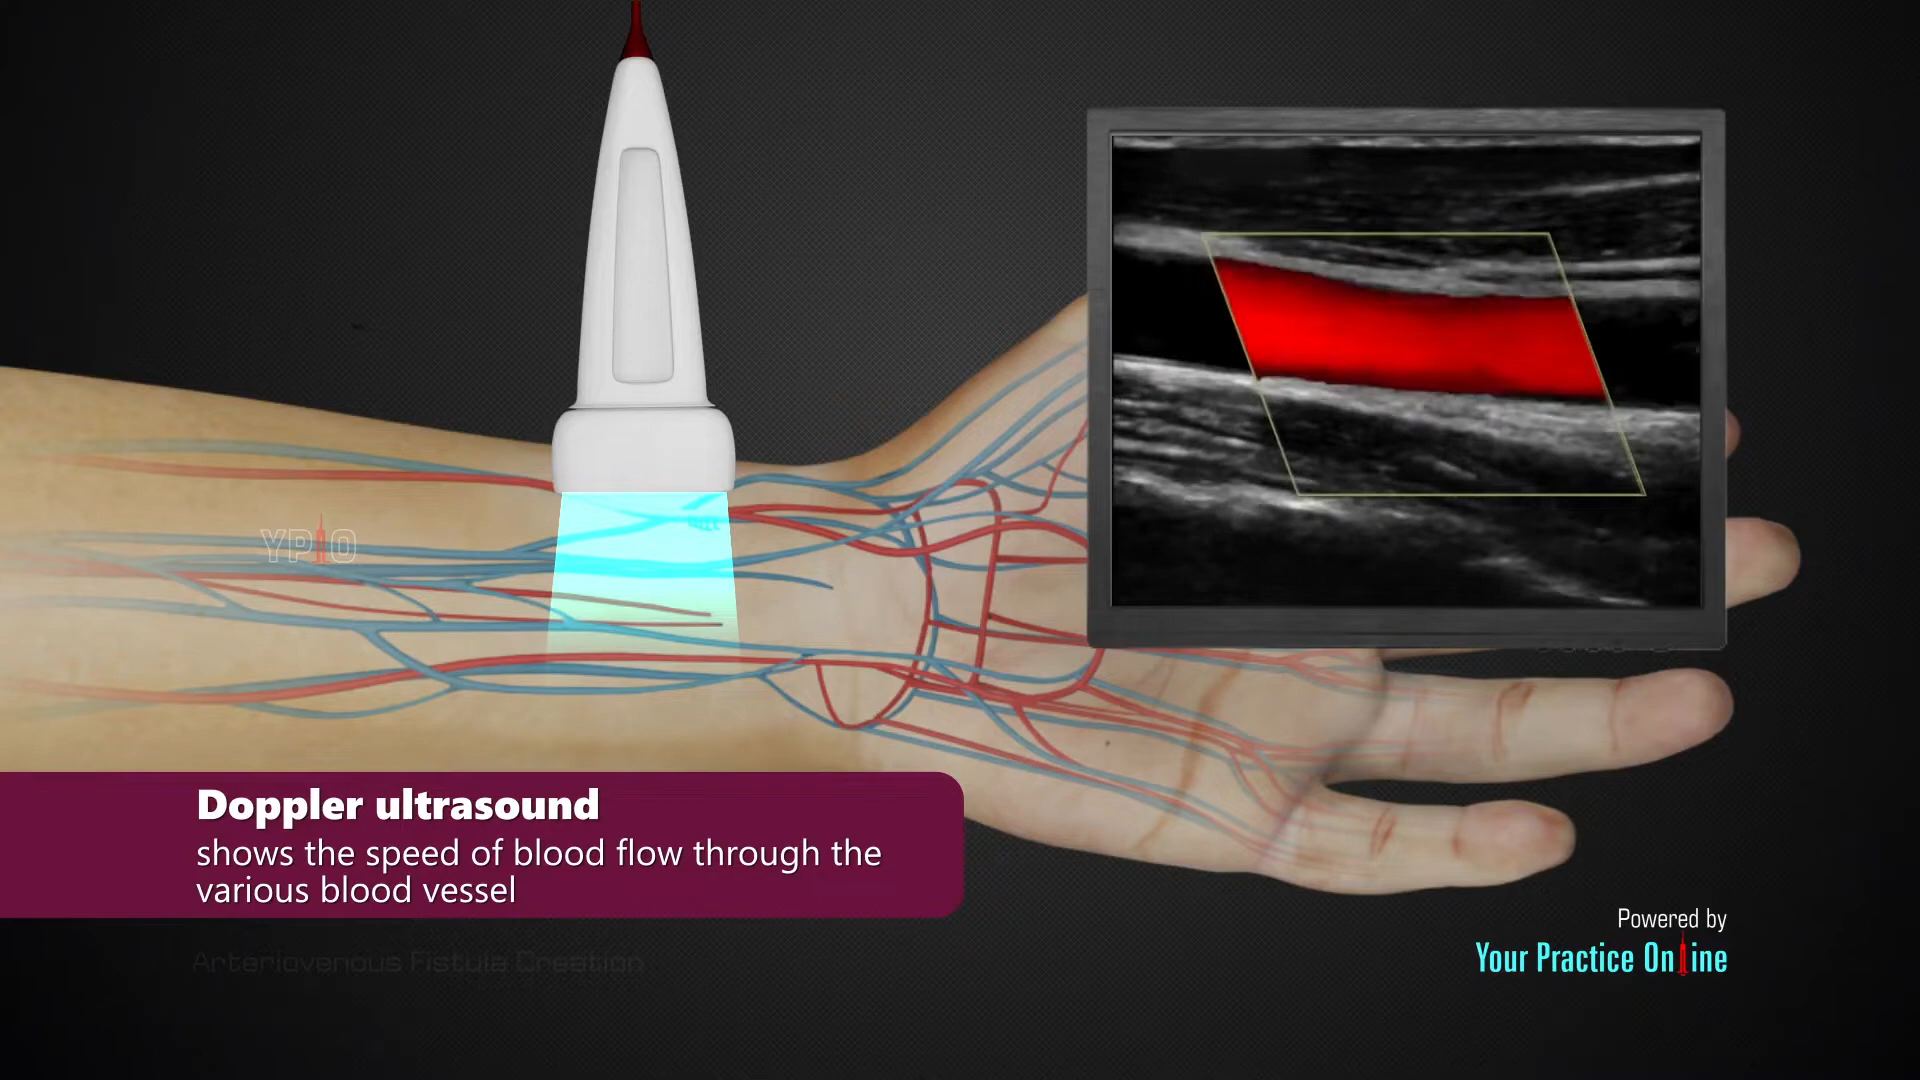 YPIO
Doppler ultrasound
shows the speed of blood flow through the
various blood vessel
Arteriovenous Fistula Creation
Powered by
Your Practice Online